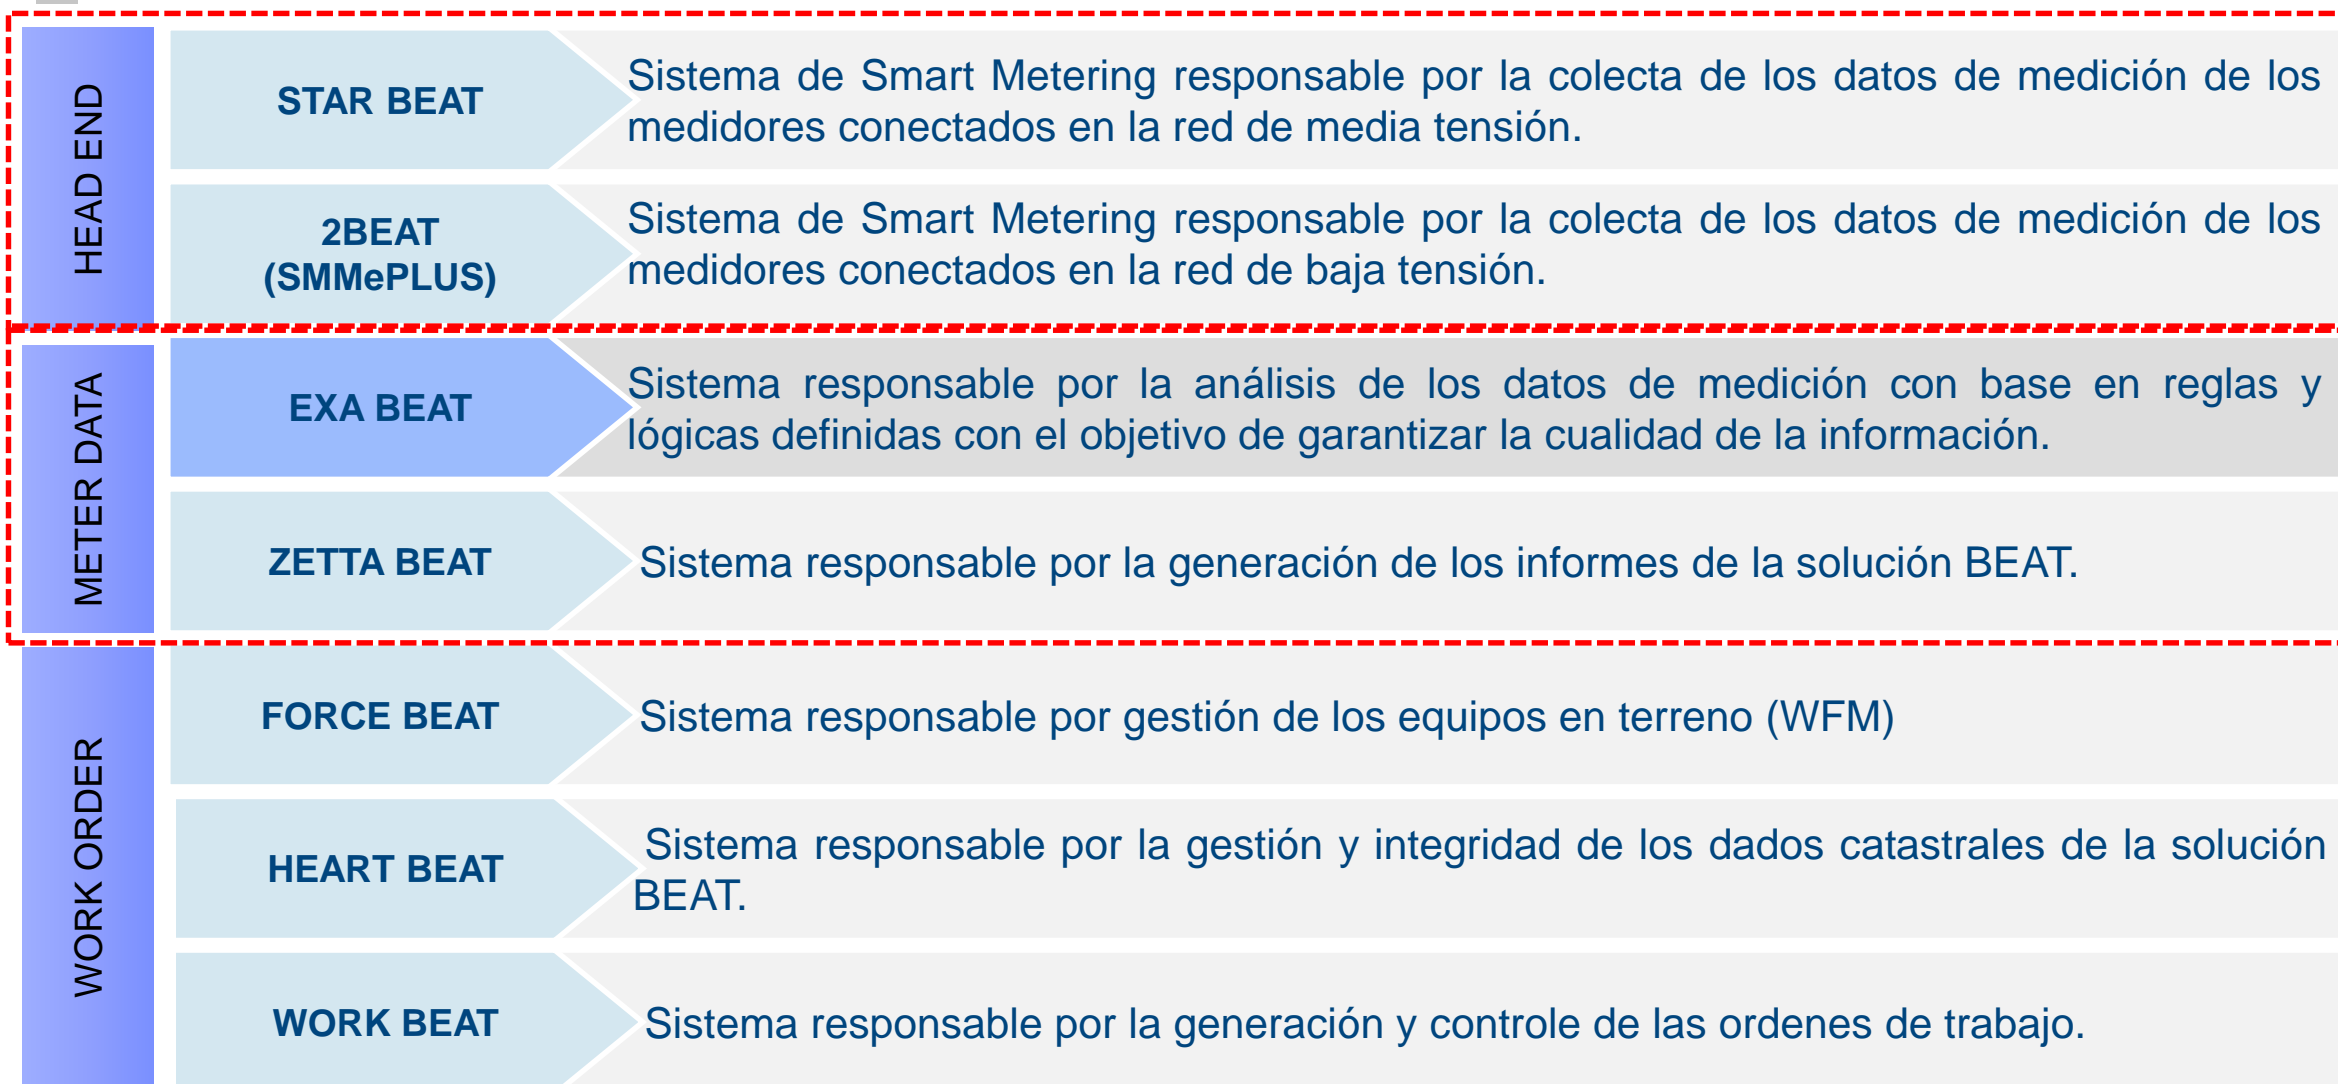 HEAD END
STAR BEAT
Sistema de Smart Metering responsable por la colecta de los datos de medición de los
medidores conectados en la red de media tensión.
2BEAT
(SMMePLUS)
Sistema de Smart Metering responsable por la colecta de los datos de medición de los
medidores conectados en la red de baja tensión.
METER DATA
EXA BEAT
Sistema responsable por la análisis de los datos de medición con base en reglas y
lógicas definidas con el objetivo de garantizar la cualidad de la información.
ZETTA BEAT
Sistema responsable por la generación de los informes de la solución BEAT.
WORK ORDER
FORCE BEAT
Sistema responsable por gestión de los equipos en terreno (WFM)
HEART BEAT
Sistema responsable por la gestión y integridad de los dados catastrales de la solución
BEAT.
WORK BEAT
Sistema responsable por la generación y controle de las ordenes de trabajo.